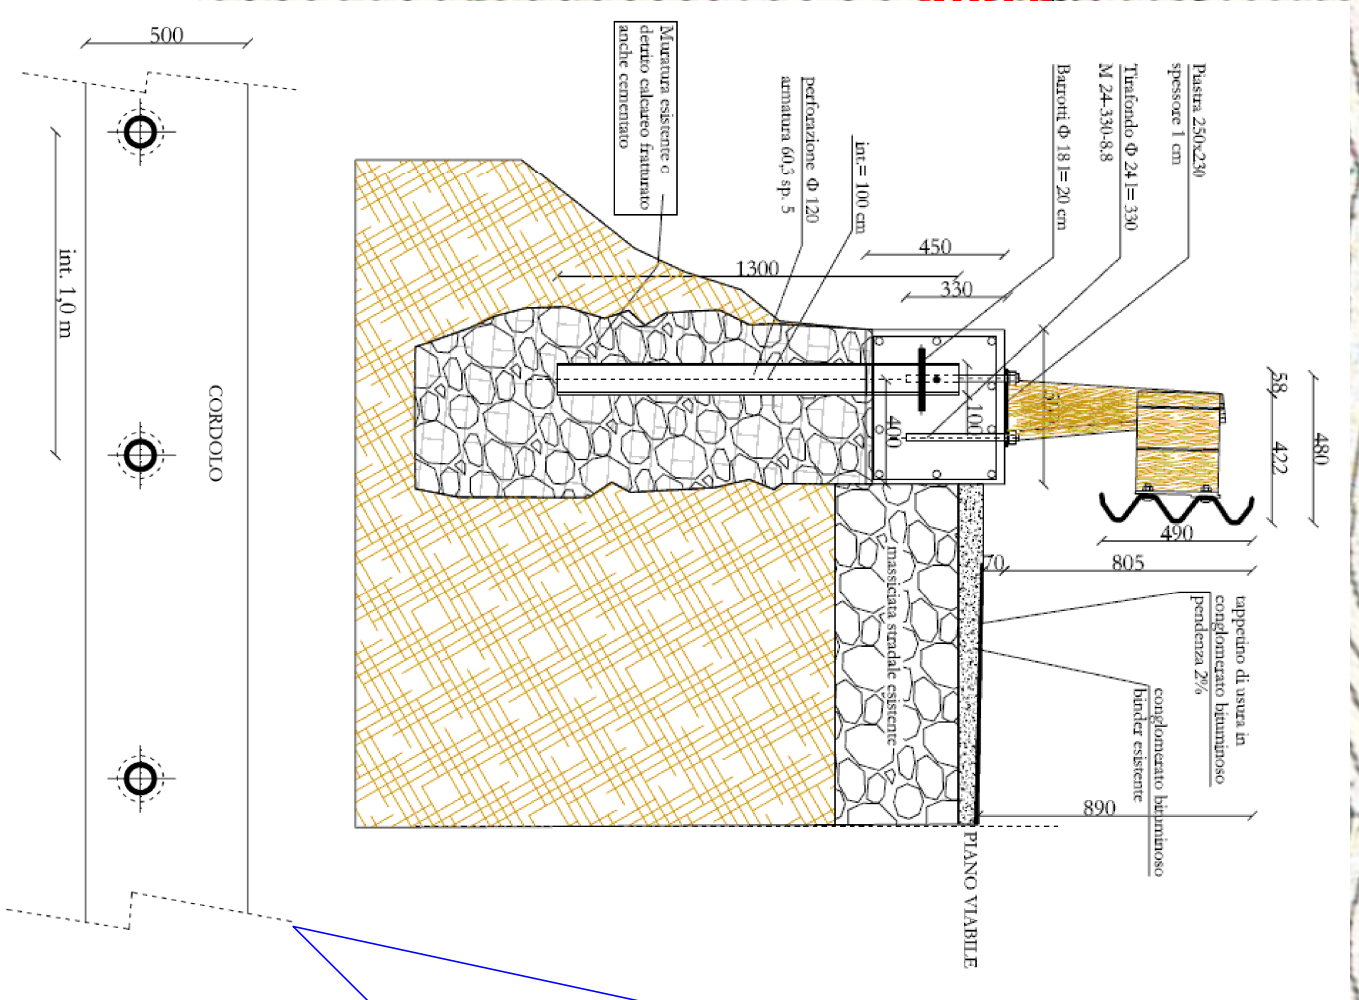 500
int. 1,0 m
CORDOLO
Muratura esistente c
detrito calcareo fratturato
anche cementato
perforazione Φ 120
armatura 60,3 sp. 5
int.= 100 cm
Barrotti Φ 18 l= 20 cm
Tirafondo Φ 24 l= 330
M 24-330-8.8
Piastra 250x230
spessore 1 cm
450
1300
330
100
400
58
422
480
490
70
805
massicciata stradale esistente
tappetino di usura in
conglomerato bituminoso
pendenza 2%
conglomerato bituminoso
binder esistente
890
PIANO VIABILE